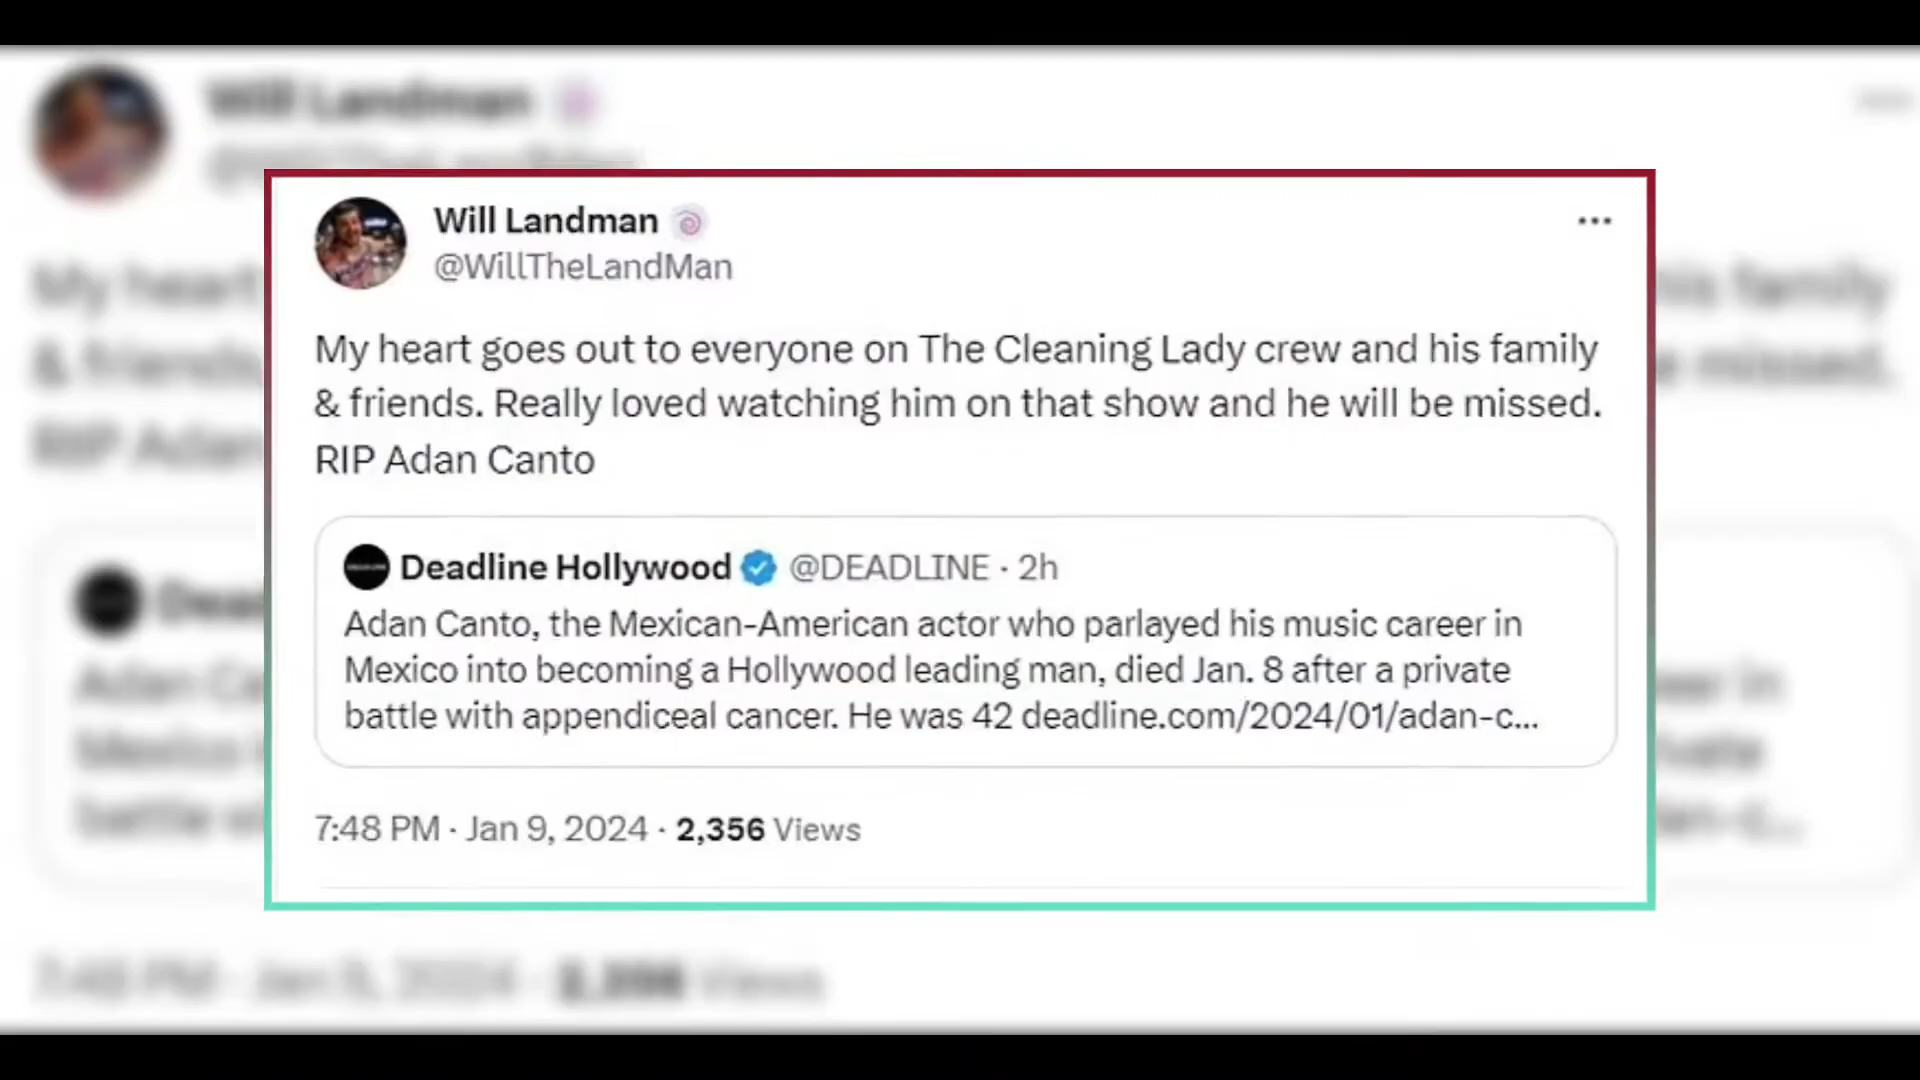 Will Landman
@WillTheLandMan
My heart goes out to everyone on The Cleaning Lady crew and his family
& friends. Really loved watching him on that show and he will be missed.
RIP Adan Canto
Deadline Hollywood @DEADLINE · 2h
Adan Canto, the Mexican-American actor who parlayed his music career in
Mexico into becoming a Hollywood leading man, died Jan. 8 after a private
battle with appendiceal cancer. He was 42 deadline.com/2024/01/adan-c...
7:48 PM · Jan 9, 2024 · 2,356 Views